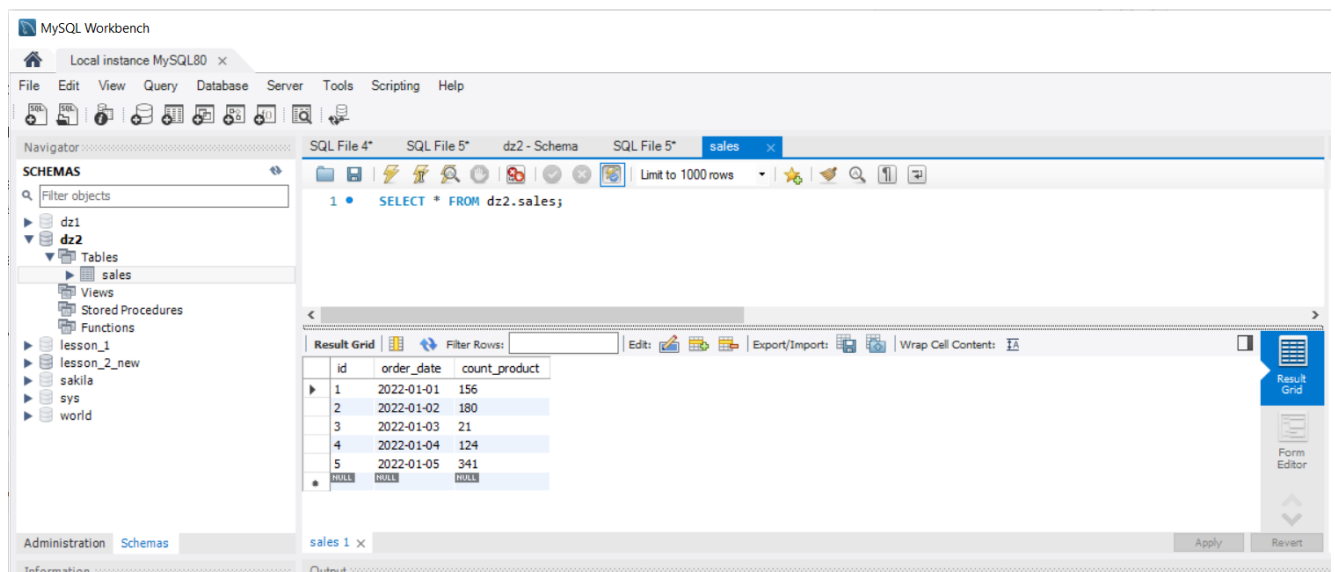 MySQL Workbench
Local instance MySQL80
File Edit View Query Database Server Tools Scripting Help
Navigator
SCHEMAS
Filter objects
dz1
dz2
Tables
sales
Views
Stored Procedures
Functions
lesson_1
lesson_2_new
sakila
sys
world
Administration Schemas
Information
SQL File 4* SQL File 5* dz2 - Schema SQL File 5* sales
Limit to 1000 rows
1 SELECT * FROM dz2.sales;
Result Grid Filter Rows: Edit: Export/Import: Wrap Cell Content:
id order_date count_product
1 2022-01-01 156
2 2022-01-02 180
3 2022-01-03 21
4 2022-01-04 124
5 2022-01-05 341
NULL NULL NULL
Result Grid
Form Editor
sales 1
Apply Revert
Output